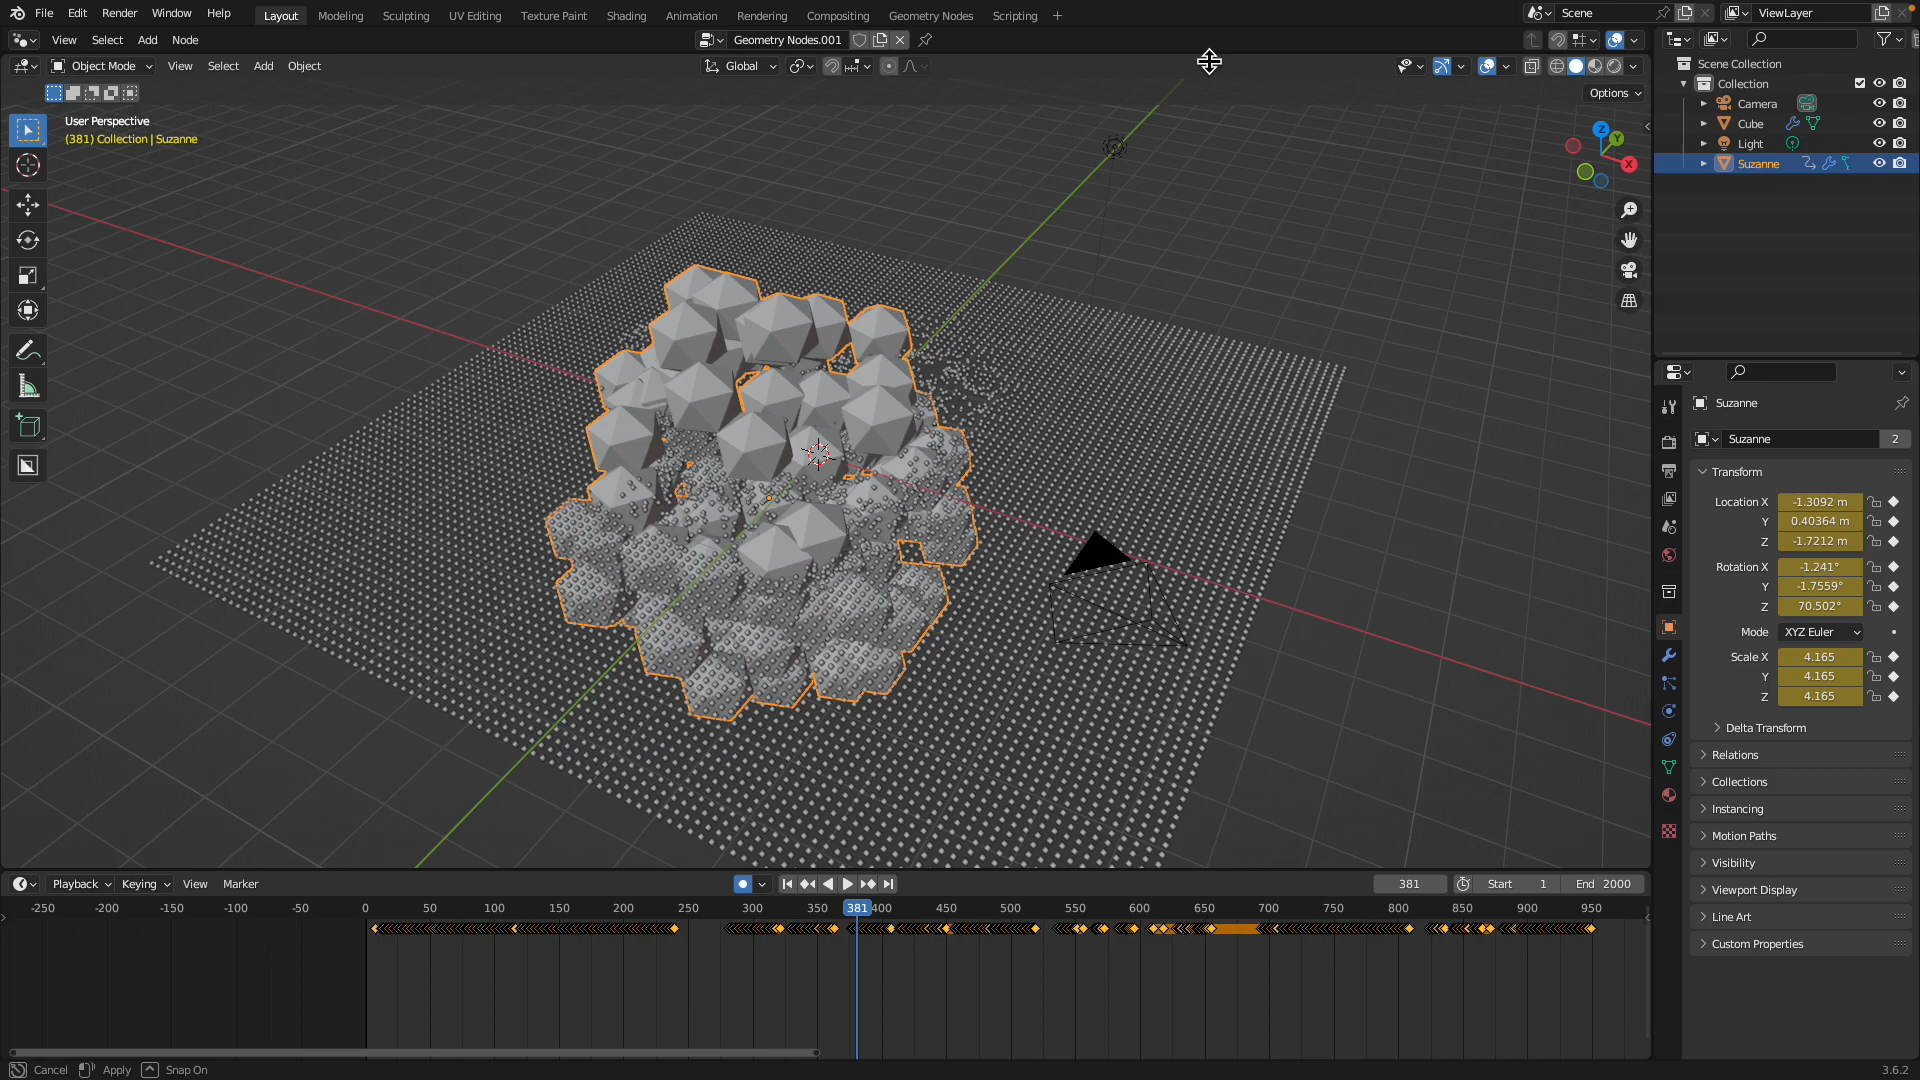 File Edit Render Window Help Layout Modeling Sculpting UV Editing Texture Paint Shading Animation Rendering Compositing Geometry Nodes Scripting + Scene ViewLayer
View Select Add Node Geometry Nodes.001
Object Mode View Select Add Object Global
Options
User Perspective
(381) Collection | Suzanne
Z
Y
X
Scene Collection
Collection
Camera
Cube
Light
Suzanne
Suzanne
Suzanne 2
Transform
Location X -1.3092 m
Y 0.40364 m
Z -1.7212 m
Rotation X -1.241°
Y -1.7559°
Z 70.502°
Mode XYZ Euler
Scale X 4.165
Y 4.165
Z 4.165
Delta Transform
Relations
Collections
Instancing
Motion Paths
Visibility
Viewport Display
Line Art
Custom Properties
Playback Keying View Marker 381 Start 1 End 2000
-250 -200 -150 -100 -50 0 50 100 150 200 250 300 350 381 400 450 500 550 600 650 700 750 800 850 900 950
Cancel Apply Snap On 3.6.2